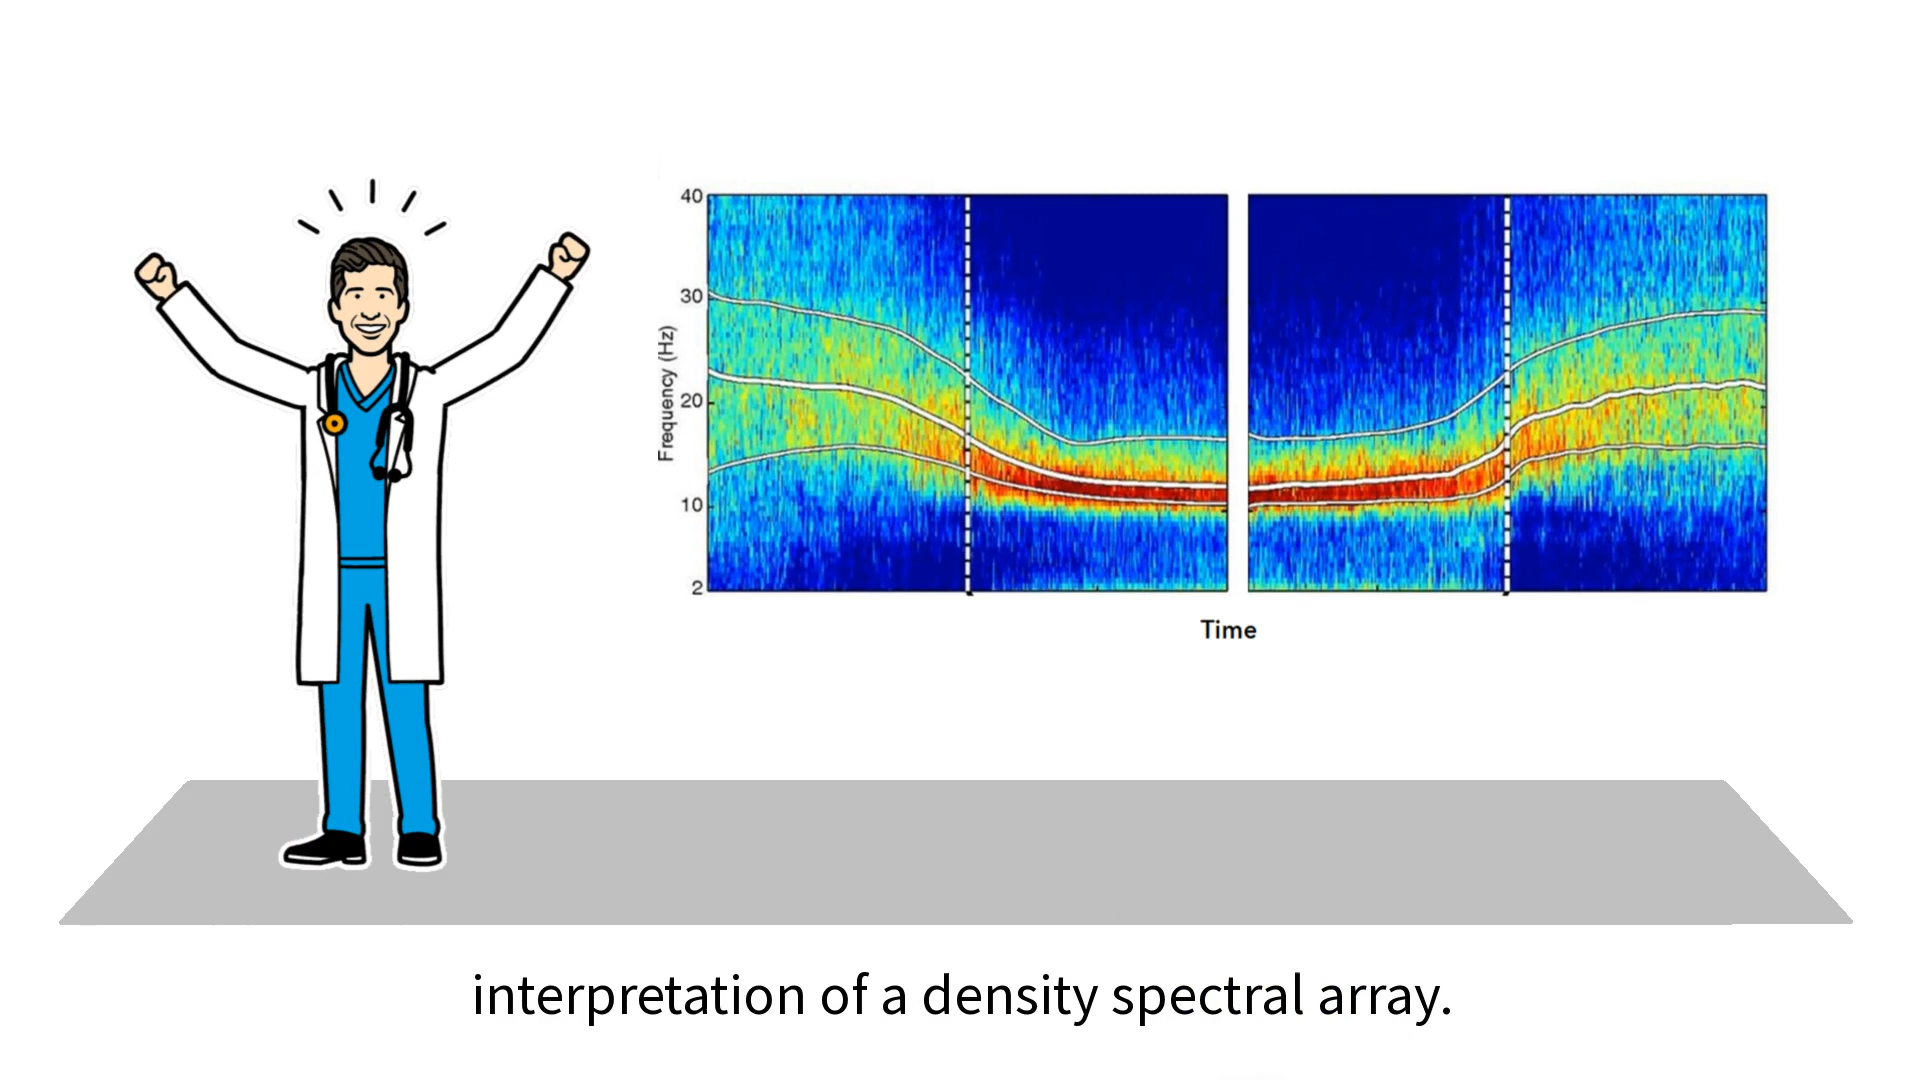 40
30
20
10
2
Frequency (Hz)
Time
interpretation of a density spectral array.